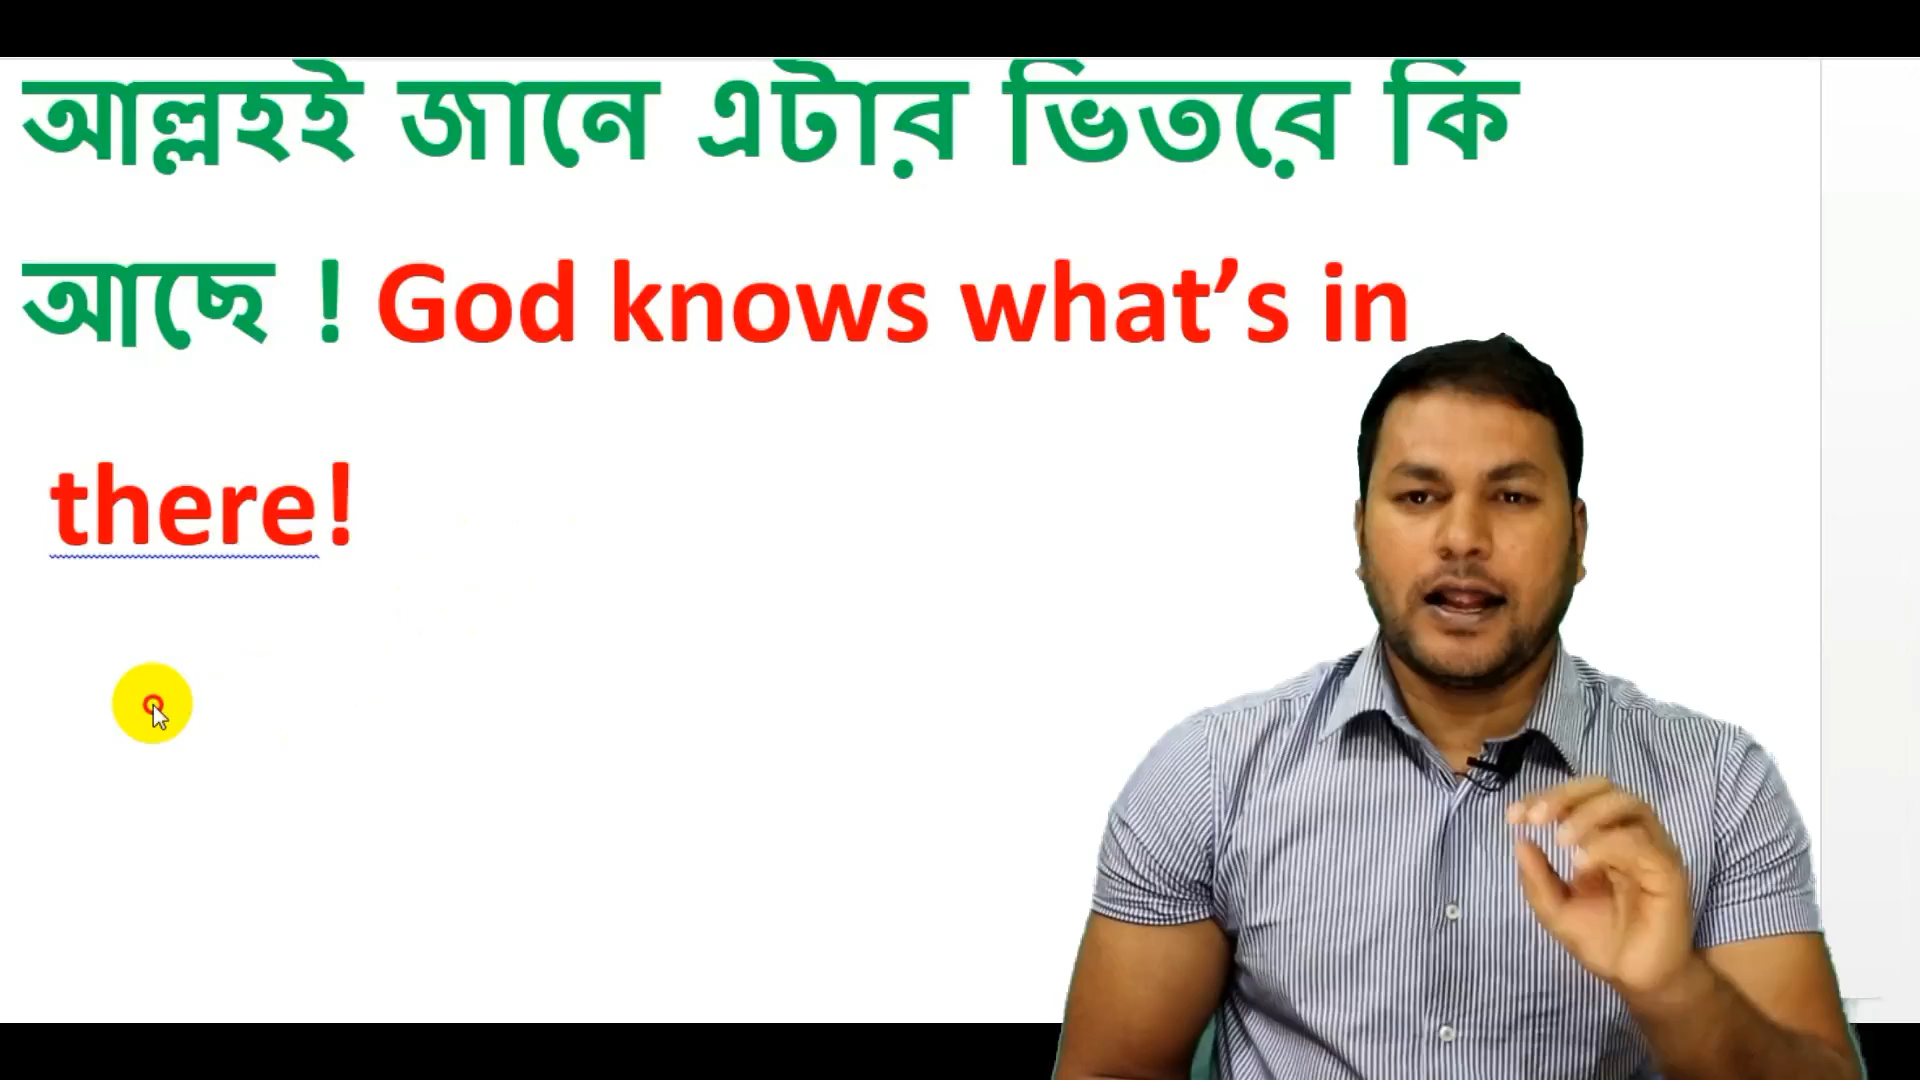 আল্লহই জানে এটার ভিতরে কি
আছে ! God knows what’s in
there!